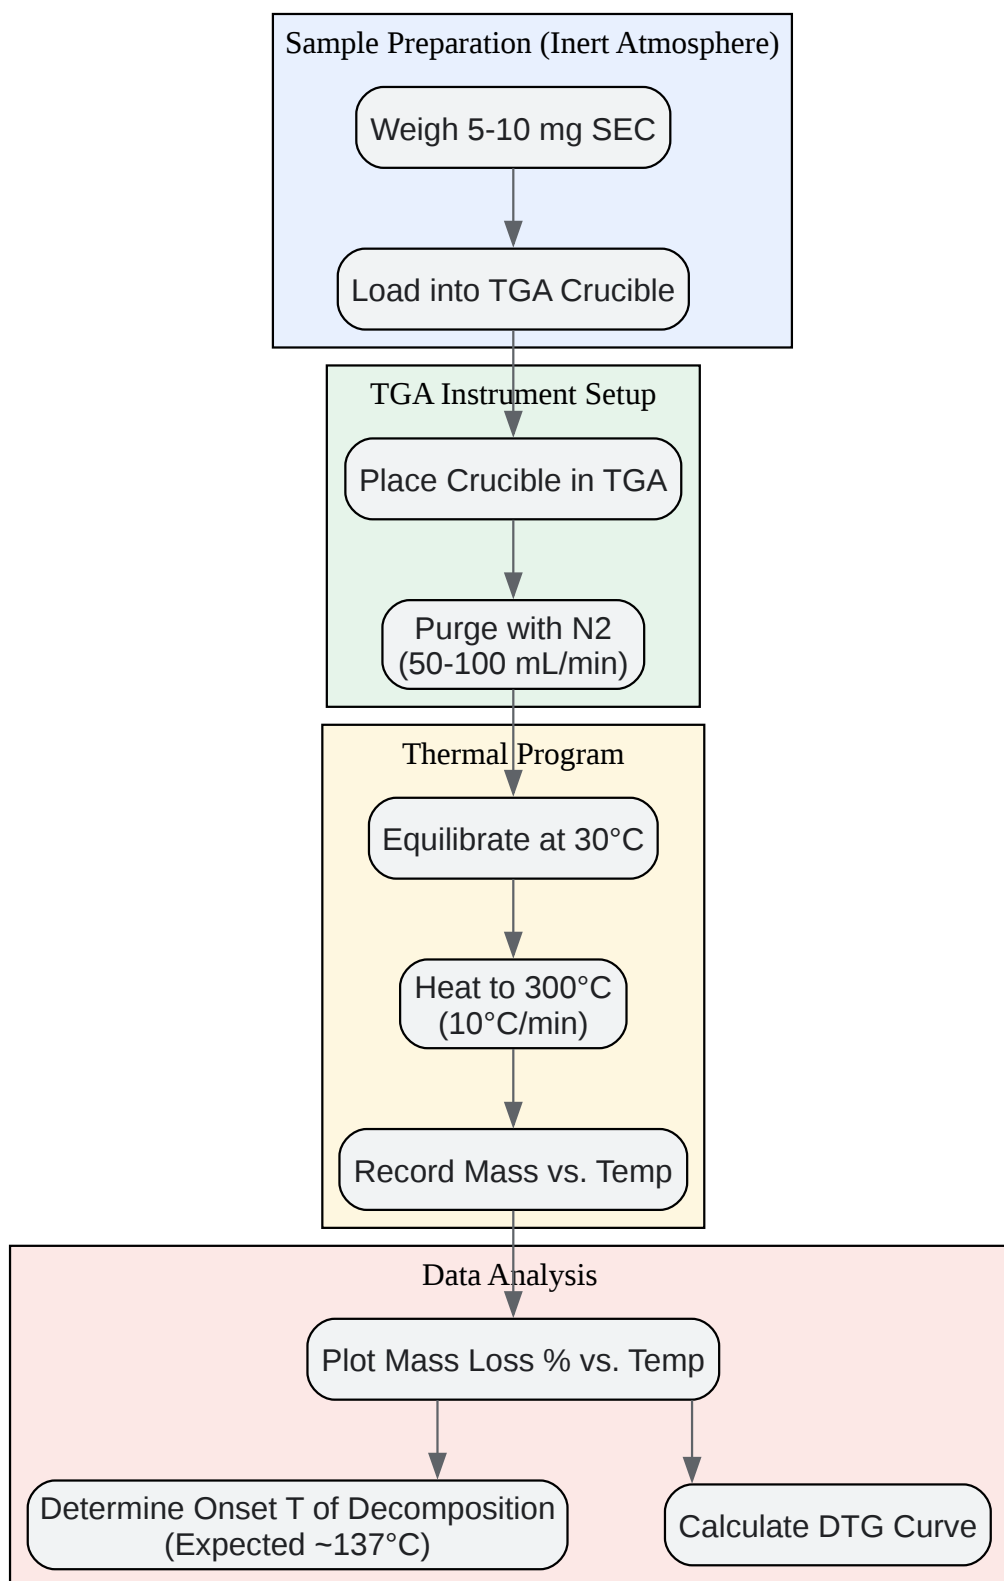 Sample Preparation (Inert Atmosphere)
Weigh 5-10 mg SEC
Load into TGA Crucible
TGA Instrument Setup
Place Crucible in TGA
Purge with N2
(50-100 mL/min)
Thermal Program
Equilibrate at 30°C
Heat to 300°C
(10°C/min)
Record Mass vs. Temp
Data Analysis
Plot Mass Loss % vs. Temp
Determine Onset T of Decomposition
(Expected ~137°C)
Calculate DTG Curve